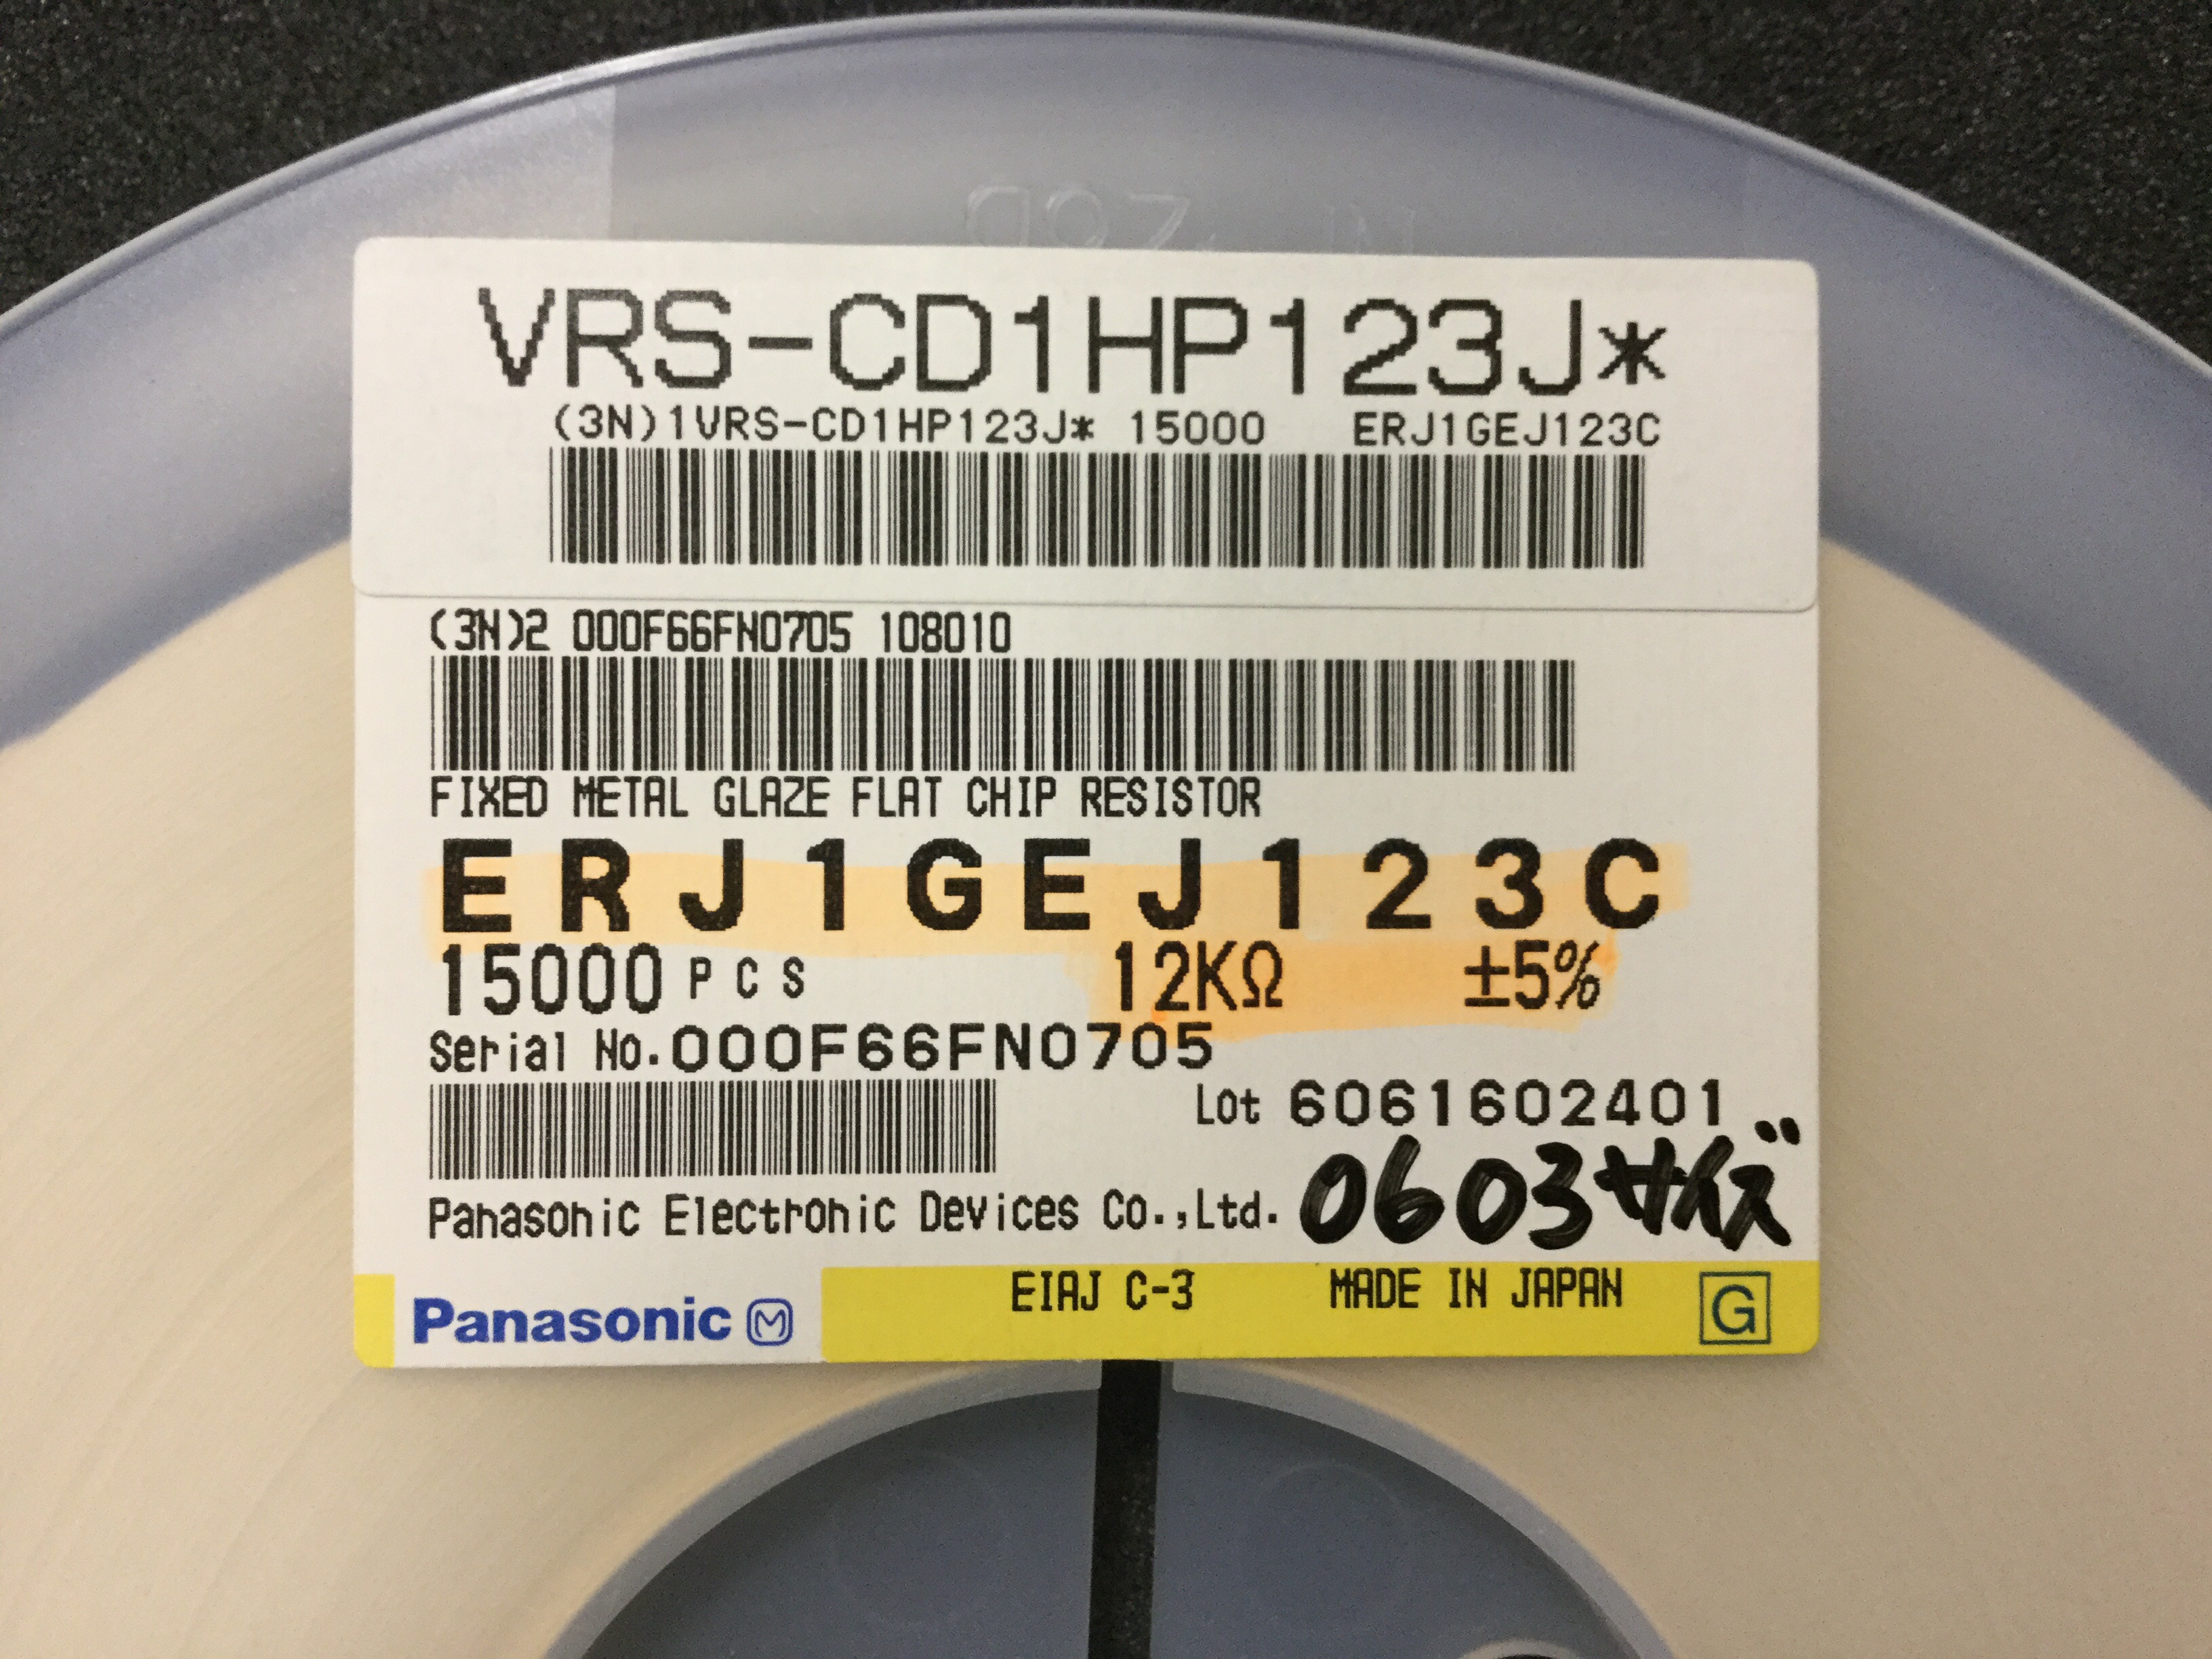 VRS-CD1HP123J*
(3N)1VRS-CD1HP123J* 15000 ERJ1GEJ123C
(3N)2 000F66FN0705 108010
FIXED METAL GLAZE FLAT CHIP RESISTOR
ERJ1GEJ123C
15000 PCS 12KΩ ±5%
Serial No.000F66FN0705
Lot 6061602401
0603サイズ
Panasonic Electronic Devices Co.,Ltd.
Panasonic M
EIAJ C-3 MADE IN JAPAN G